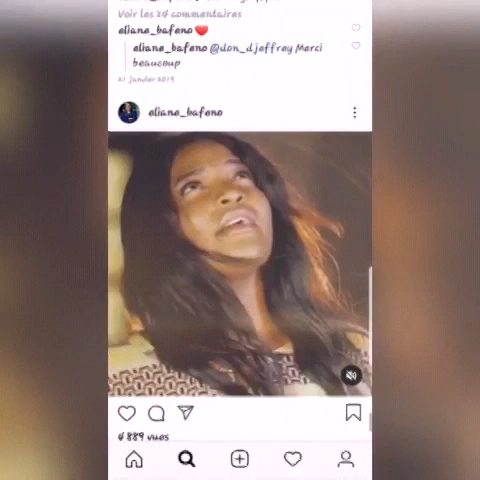 Voir les 24 commentaires
eliane_bafeno ❤️
eliane_bafeno @don_djeffrey Merci
beaucoup
21 janvier 2019
eliane_bafeno
4 889 vues